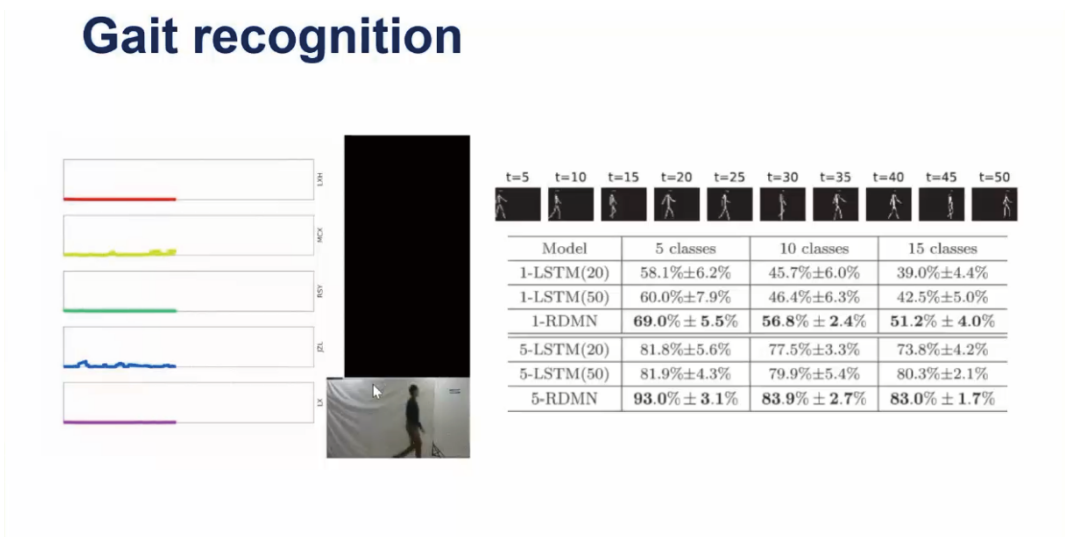 Gait recognition
LXH
MCX
RSY
JZL
LX
t=5 t=10 t=15 t=20 t=25 t=30 t=35 t=40 t=45 t=50
Model 5 classes 10 classes 15 classes
1-LSTM(20) 58.1%±6.2% 45.7%±6.0% 39.0%±4.4%
1-LSTM(50) 60.0%±7.9% 46.4%±6.3% 42.5%±5.0%
1-RDMN 69.0% ± 5.5% 56.8% ± 2.4% 51.2% ± 4.0%
5-LSTM(20) 81.8%±5.6% 77.5%±3.3% 73.8%±4.2%
5-LSTM(50) 81.9%±4.3% 79.9%±5.4% 80.3%±2.1%
5-RDMN 93.0% ± 3.1% 83.9% ± 2.7% 83.0% ± 1.7%